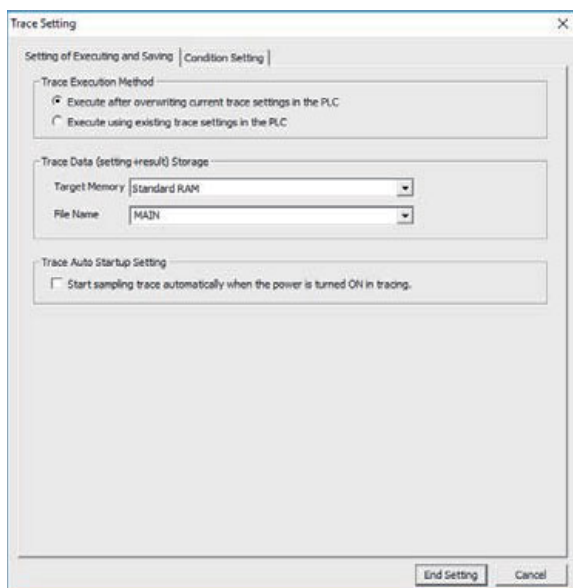 Trace Setting
Setting of Executing and Saving
Condition Setting
Trace Execution Method
Execute after overwriting current trace settings in the PLC
Execute using existing trace settings in the PLC
Trace Data (setting+result) Storage
Target Memory
Standard RAM
File Name
MAIN
Trace Auto Startup Setting
Start sampling trace automatically when the power is turned ON in tracing.
End Setting
Cancel